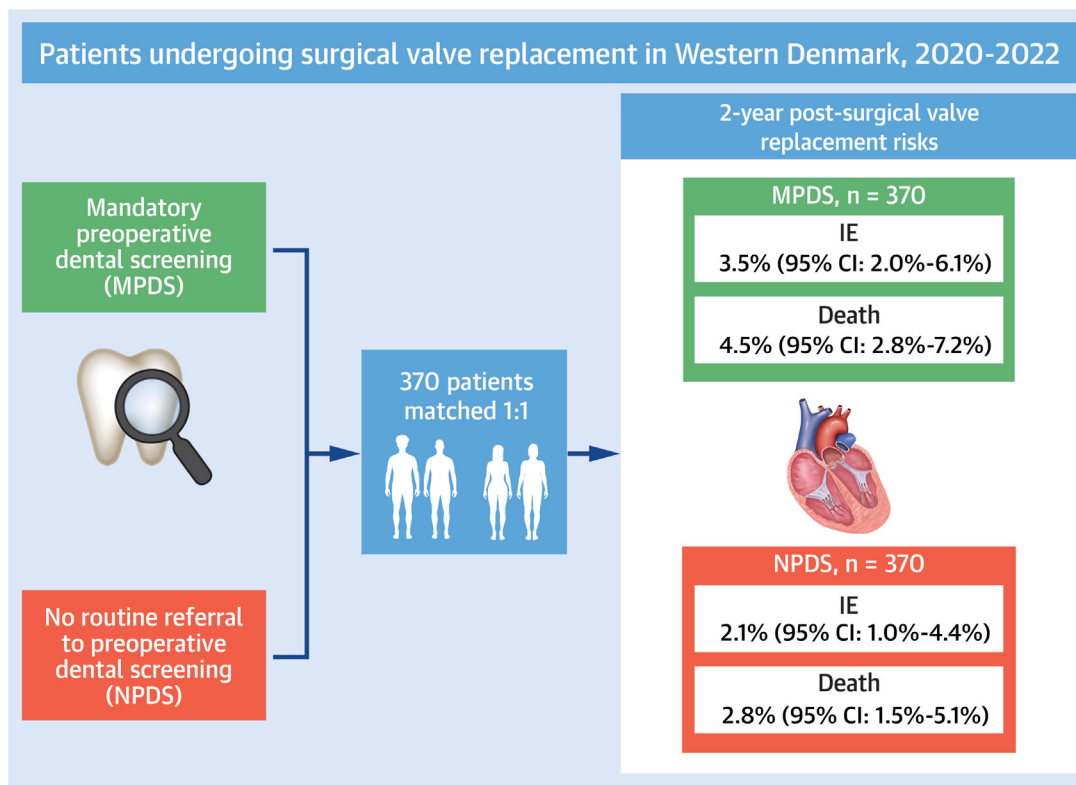 Patients undergoing surgical valve replacement in Western Denmark, 2020-2022
Mandatory
preoperative
dental screening
(MPDS)
No routine referral
to preoperative
dental screening
(NPDS)
370 patients
matched 1:1
2-year post-surgical valve
replacement risks
MPDS, n = 370
IE
3.5% (95% CI: 2.0%-6.1%)
Death
4.5% (95% CI: 2.8%-7.2%)
NPDS, n = 370
IE
2.1% (95% CI: 1.0%-4.4%)
Death
2.8% (95% CI: 1.5%-5.1%)